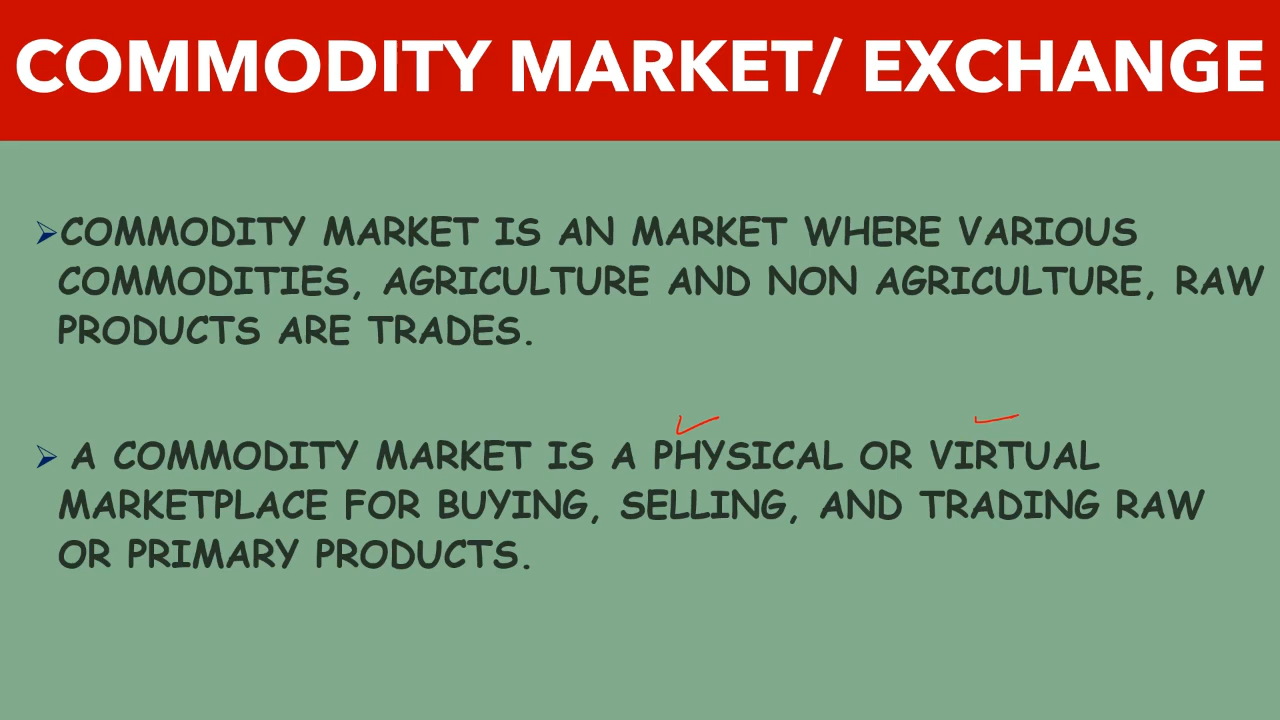 COMMODITY MARKET/ EXCHANGE
COMMODITY MARKET IS AN MARKET WHERE VARIOUS
COMMODITIES, AGRICULTURE AND NON AGRICULTURE, RAW
PRODUCTS ARE TRADES.
A COMMODITY MARKET IS A PHYSICAL OR VIRTUAL
MARKETPLACE FOR BUYING, SELLING, AND TRADING RAW
OR PRIMARY PRODUCTS.